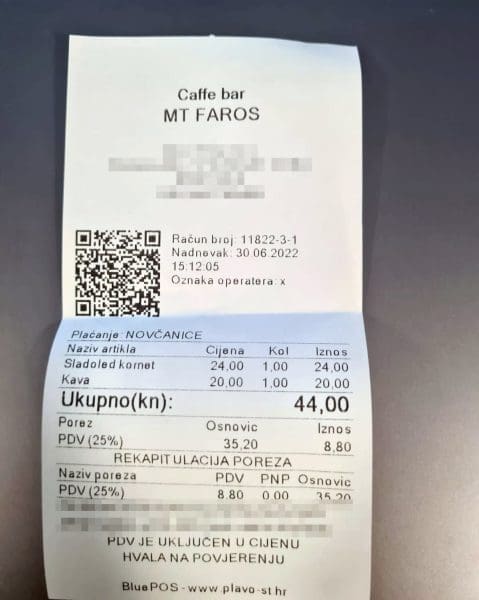 Caffe bar
MT FAROS
Račun broj: 11822-3-1
Nadnevak: 30.06.2022
15:12:05
Oznaka operatera: x
Plaćanje: NOVČANICE
Naziv artikla Cijena Kol Iznos
Sladoled kornet 24,00 1,00 24,00
Kava 20,00 1,00 20,00
Ukupno(kn): 44,00
Porez Osnovic Iznos
PDV (25%) 35,20 8,80
REKAPITULACIJA POREZA
Naziv poreza PDV PNP Osnovic
PDV (25%) 8.80 0.00 35.20
PDV JE UKLJUČEN U CIJENU
HVALA NA POVJERENJU
BluePOS - www.plavo-st.hr